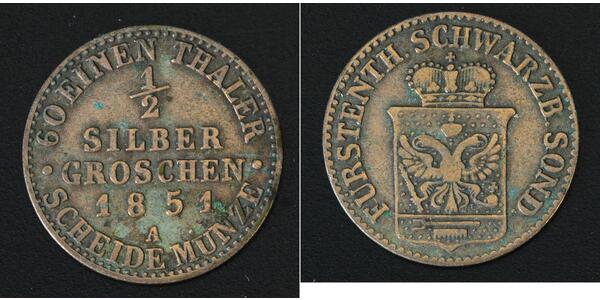 60 EINEN THALER
1/2
SILBER
GROSCHEN
1851
A
SCHEIDE MÜNZE
FÜRSTENTH SCHWARZB. SOND